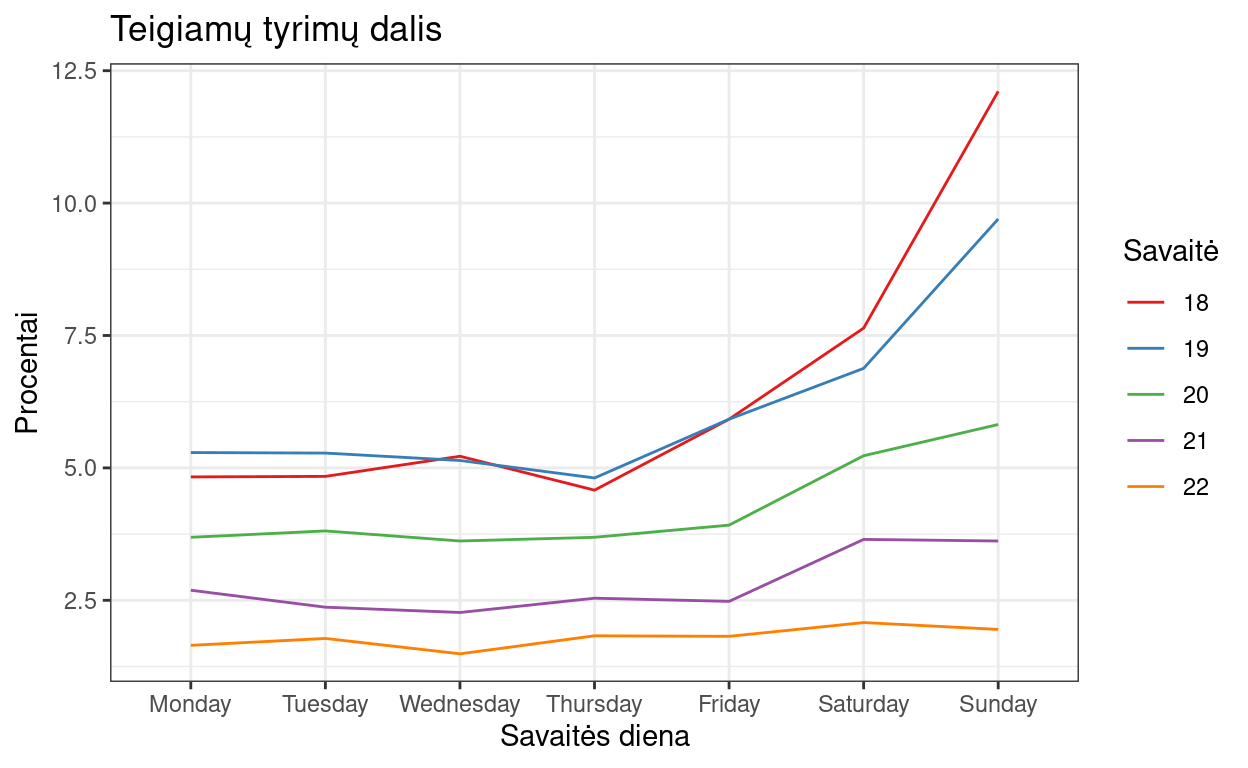 Teigiamų tyrimų dalis
12.5
10.0
7.5
5.0
2.5
Procentai
Monday Tuesday Wednesday Thursday Friday Saturday Sunday
Savaitės diena
Savaitė
18
19
20
21
22